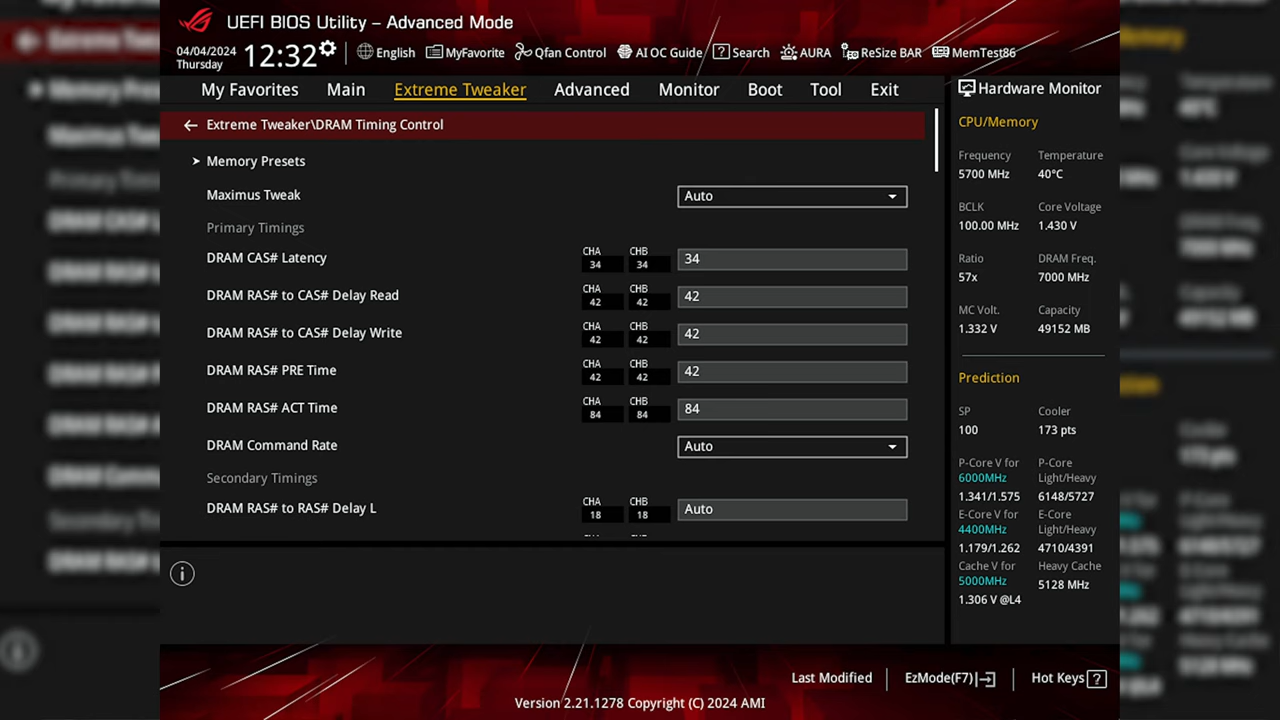 UEFI BIOS Utility – Advanced Mode
04/04/2024
Thursday
12:32
English
MyFavorite
Qfan Control
AI OC Guide
Search
AURA
ReSize BAR
MemTest86
My Favorites
Main
Extreme Tweaker
Advanced
Monitor
Boot
Tool
Exit
Extreme Tweaker\DRAM Timing Control
Memory Presets
Maximus Tweak
Auto
Primary Timings
DRAM CAS# Latency
CHA
34
CHB
34
34
DRAM RAS# to CAS# Delay Read
CHA
42
CHB
42
42
DRAM RAS# to CAS# Delay Write
CHA
42
CHB
42
42
DRAM RAS# PRE Time
CHA
42
CHB
42
42
DRAM RAS# ACT Time
CHA
84
CHB
84
84
DRAM Command Rate
Auto
Secondary Timings
DRAM RAS# to RAS# Delay L
CHA
18
CHB
18
Auto
Hardware Monitor
CPU/Memory
Frequency
5700 MHz
Temperature
40°C
BCLK
100.00 MHz
Core Voltage
1.430 V
Ratio
57x
DRAM Freq.
7000 MHz
MC Volt.
1.332 V
Capacity
49152 MB
Prediction
SP
100
Cooler
173 pts
P-Core V for
6000MHz
1.341/1.575
P-Core
Light/Heavy
6148/5727
E-Core V for
4400MHz
1.179/1.262
E-Core
Light/Heavy
4710/4391
Cache V for
5000MHz
1.306 V @L4
Heavy Cache
5128 MHz
Last Modified
EzMode(F7)
Hot Keys ?
Version 2.21.1278 Copyright (C) 2024 AMI